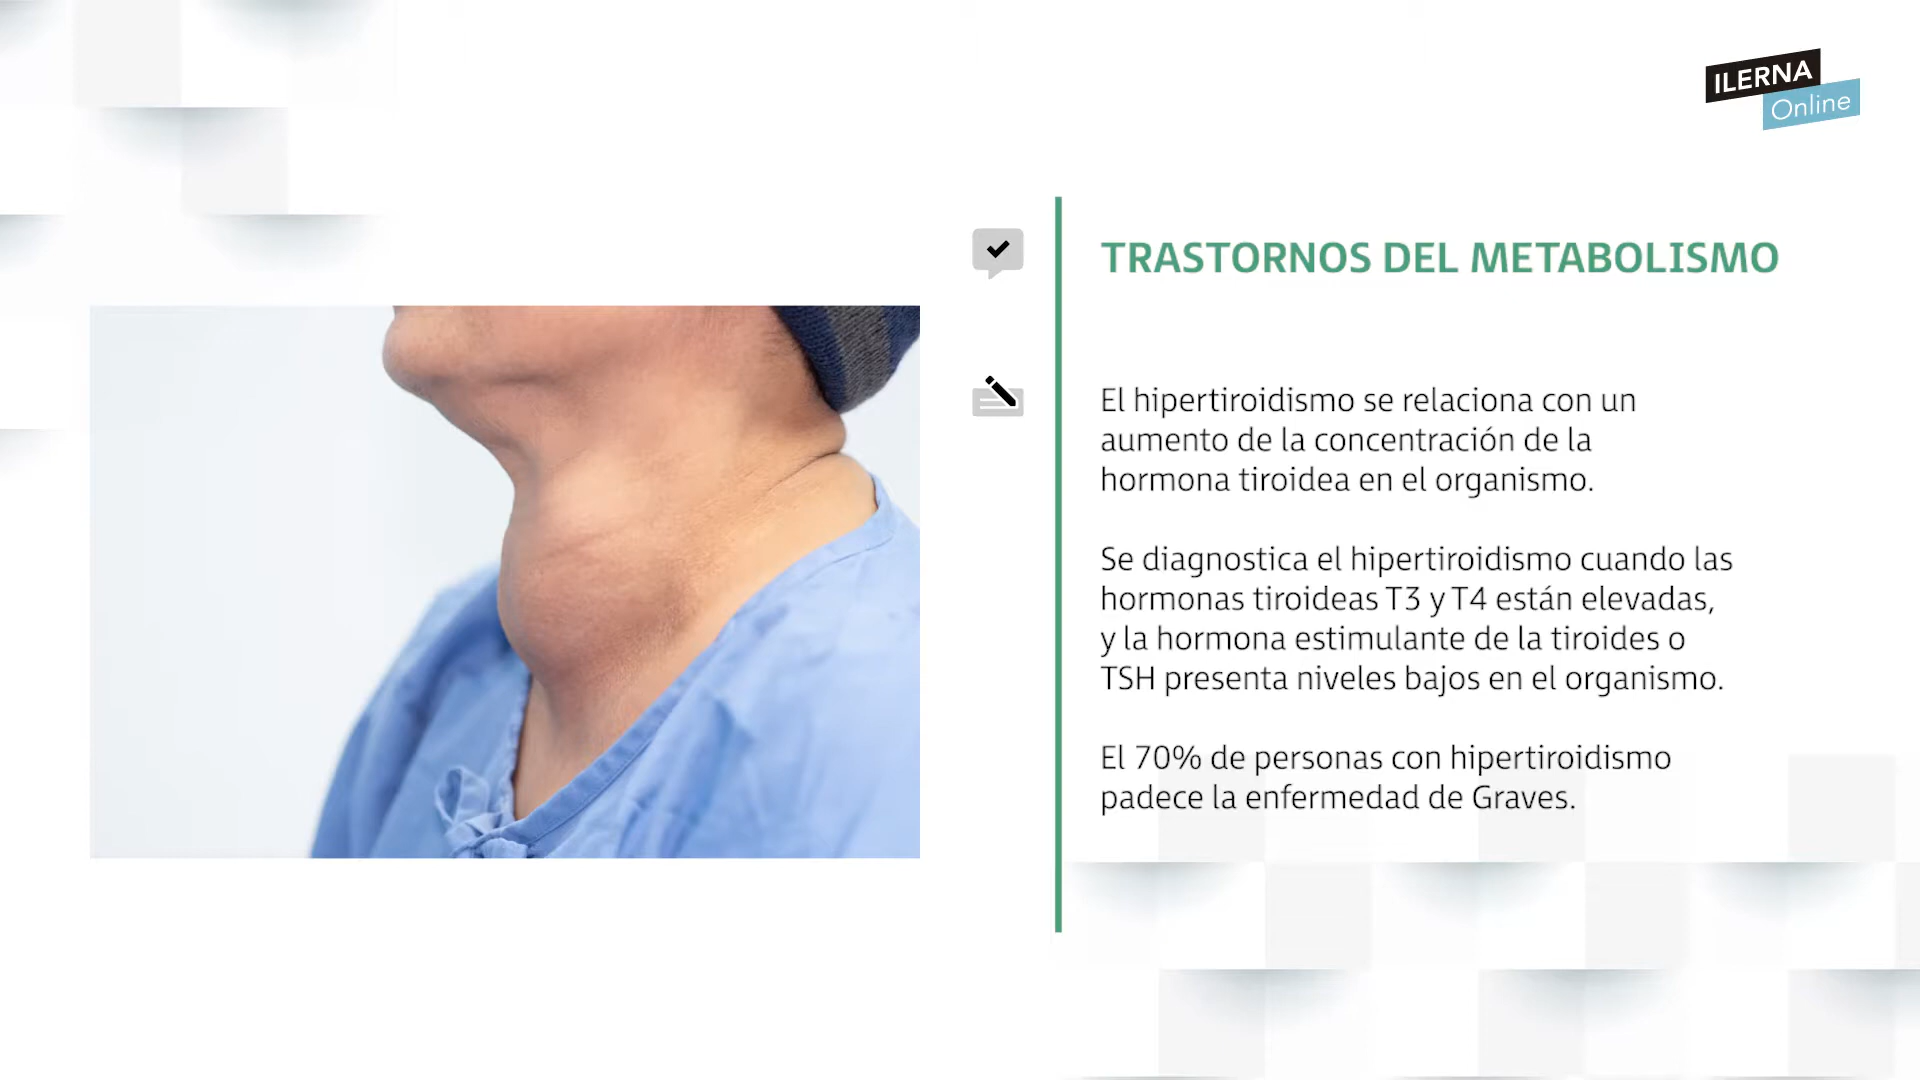 ILERNA
Online
TRASTORNOS DEL METABOLISMO
El hipertiroidismo se relaciona con un
aumento de la concentración de la
hormona tiroidea en el organismo.
Se diagnostica el hipertiroidismo cuando las
hormonas tiroideas T3 y T4 están elevadas,
y la hormona estimulante de la tiroides o
TSH presenta niveles bajos en el organismo.
El 70% de personas con hipertiroidismo
padece la enfermedad de Graves.